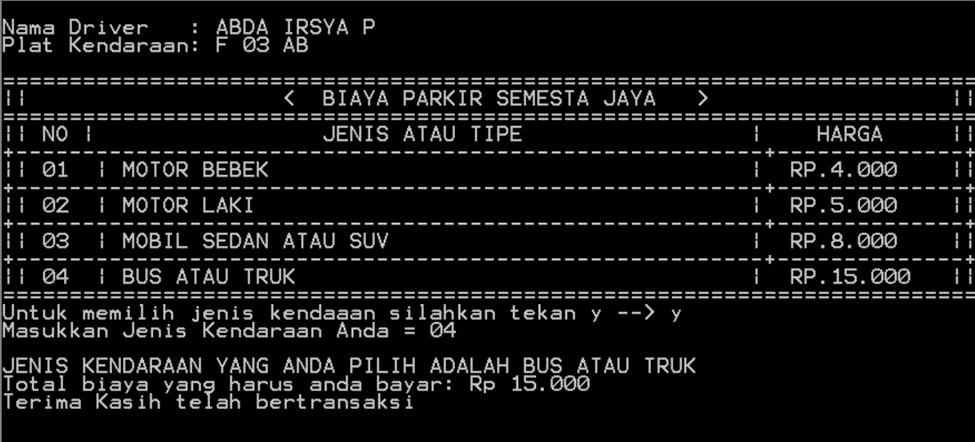 Nama Driver   : ABDA IRSYA P
Plat Kendaraan: F 03 AB
=========================================================================
||                   <  BIAYA PARKIR SEMESTA JAYA   >                  ||
=========================================================================
|| NO |                 JENIS ATAU TIPE                 |    HARGA     ||
+-------------------------------------------------------+---------------+
|| 01  | MOTOR BEBEK                                    |  RP.4.000    ||
+-------------------------------------------------------+---------------+
|| 02  | MOTOR LAKI                                     |  RP.5.000    ||
+-------------------------------------------------------+---------------+
|| 03  | MOBIL SEDAN ATAU SUV                           |  RP.8.000    ||
+-------------------------------------------------------+---------------+
|| 04  | BUS ATAU TRUK                                  |  RP.15.000   ||
=========================================================================
Untuk memilih jenis kendaaan silahkan tekan y --> y
Masukkan Jenis Kendaraan Anda = 04
JENIS KENDARAAN YANG ANDA PILIH ADALAH BUS ATAU TRUK
Total biaya yang harus anda bayar: Rp 15.000
Terima Kasih telah bertransaksi